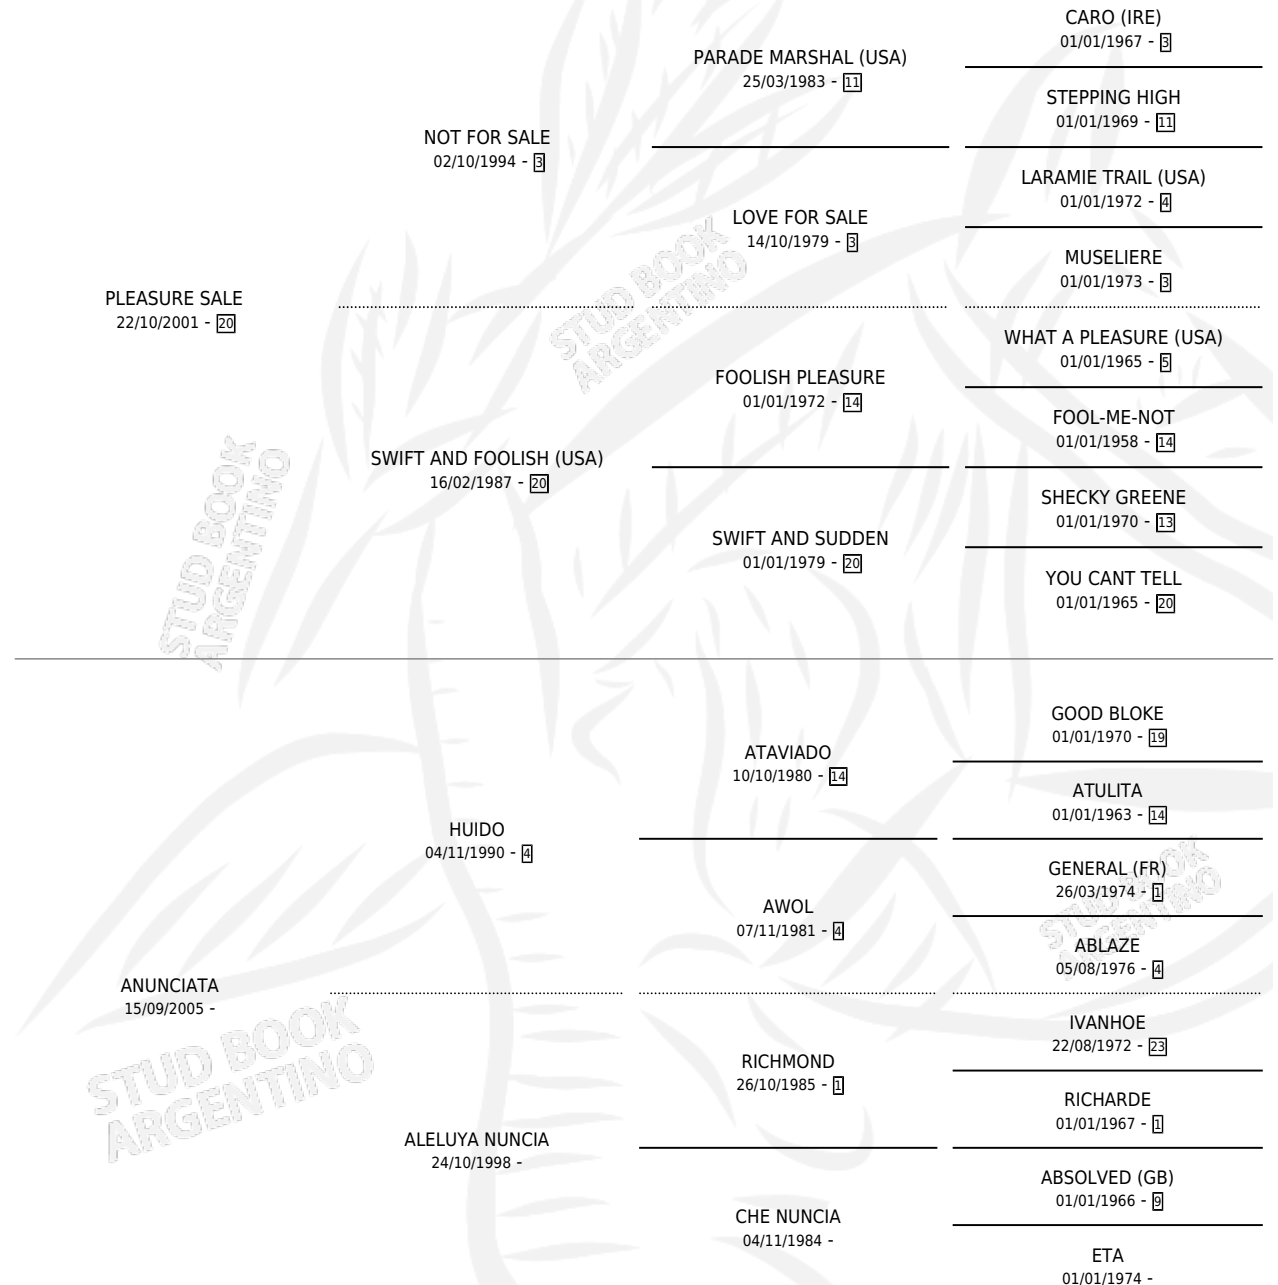 CARO (IRE)
01/01/1967 - 3
PARADE MARSHAL (USA)
25/03/1983 - 11
STEPPING HIGH
01/01/1969 - 11
NOT FOR SALE
02/10/1994 - 3
LARAMIE TRAIL (USA)
01/01/1972 - 4
LOVE FOR SALE
14/10/1979 - 3
MUSELIERE
01/01/1973 - 3
PLEASURE SALE
22/10/2001 - 20
WHAT A PLEASURE (USA)
01/01/1965 - 5
FOOLISH PLEASURE
01/01/1972 - 14
FOOL-ME-NOT
01/01/1958 - 14
SWIFT AND FOOLISH (USA)
16/02/1987 - 20
SHECKY GREENE
01/01/1970 - 13
SWIFT AND SUDDEN
01/01/1979 - 20
YOU CANT TELL
01/01/1965 - 20
GOOD BLOKE
01/01/1970 - 19
ATAVIADO
10/10/1980 - 14
ATULITA
01/01/1963 - 14
HUIDO
04/11/1990 - 4
GENERAL (FR)
26/03/1974 - 1
AWOL
07/11/1981 - 4
ABLAZE
05/08/1976 - 4
ANUNCIATA
15/09/2005 -
IVANHOE
22/08/1972 - 23
RICHMOND
26/10/1985 - 1
RICHARDE
01/01/1967 - 1
ALELUYA NUNCIA
24/10/1998 -
ABSOLVED (GB)
01/01/1966 - 9
CHE NUNCIA
04/11/1984 -
ETA
01/01/1974 -
STUD BOOK
ARGENTINO
STUD BOOK
ARGENTINO
STUD BOOK
ARGENTINO
STUD BOOK
ARGENTINO